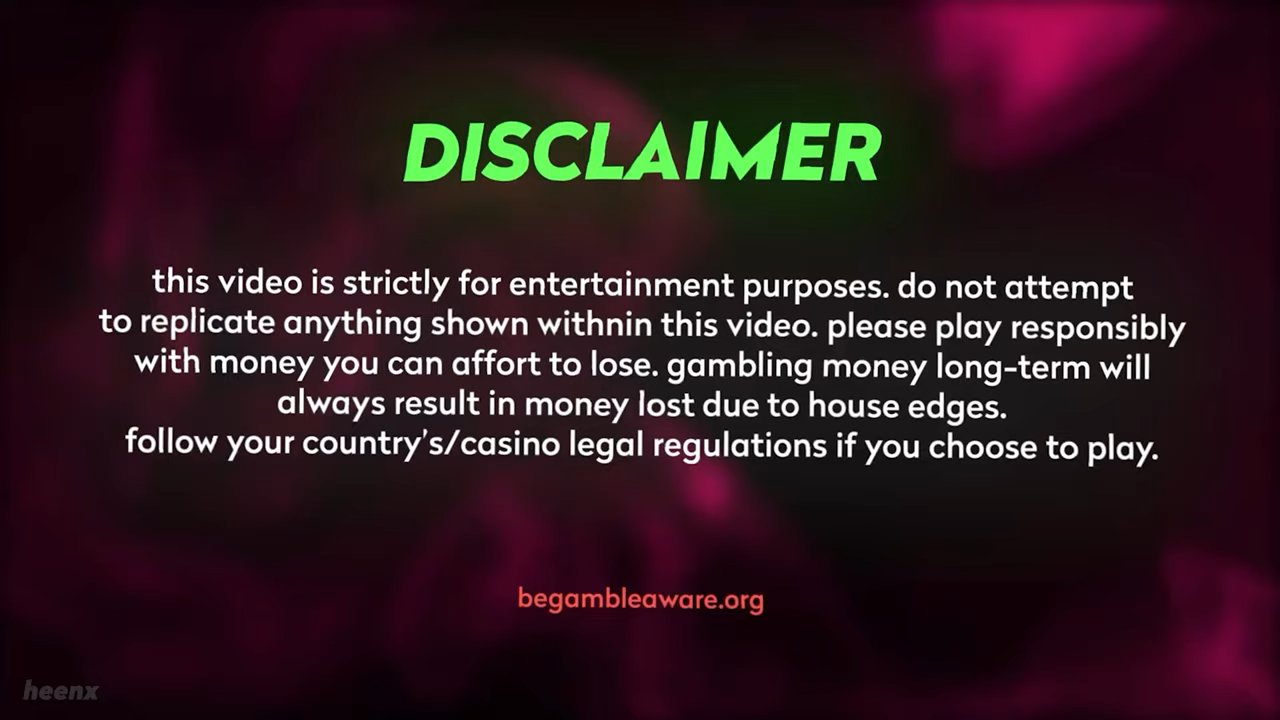 DISCLAIMER
this video is strictly for entertainment purposes. do not attempt
to replicate anything shown withnin this video. please play responsibly
with money you can affort to lose. gambling money long-term will
always result in money lost due to house edges.
follow your country's/casino legal regulations if you choose to play.
begambleaware.org
heenx